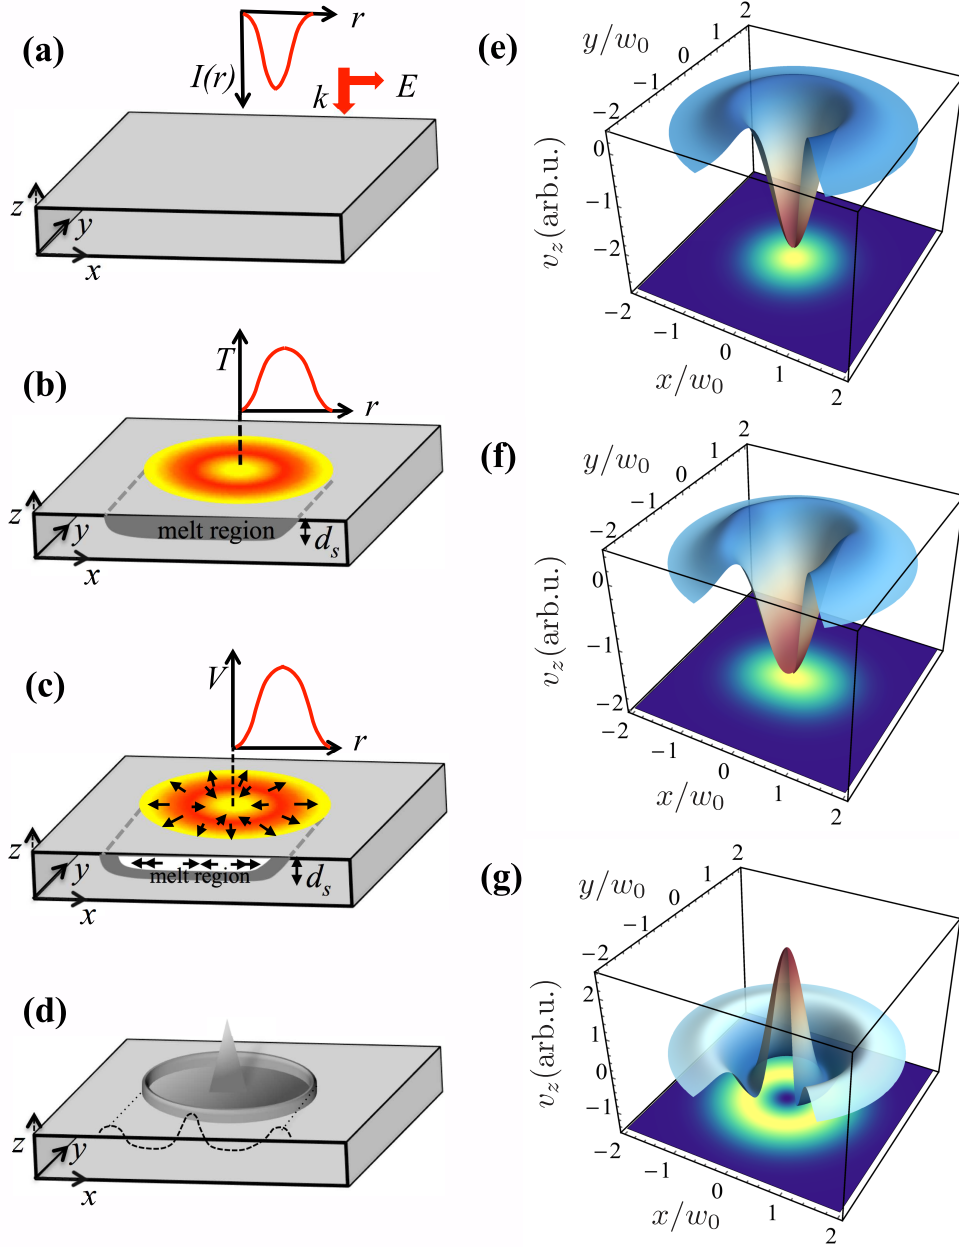 (a)
r
I(r)
k
E
z
y
x
(b)
T
r
z
y
melt region
d_s
x
(c)
V
r
z
y
melt region
d_s
x
(d)
z
y
x
(e)
2
1
0
−1
−2
y/w_0
0
−1
−2
v_z(arb.u.)
−2
−1
0
1
2
x/w_0
(f)
2
1
0
−1
−2
y/w_0
0
−1
−2
v_z(arb.u.)
−2
−1
0
1
2
x/w_0
(g)
2
1
0
−1
−2
y/w_0
2
1
0
−1
v_z(arb.u.)
−2
−1
0
1
2
x/w_0